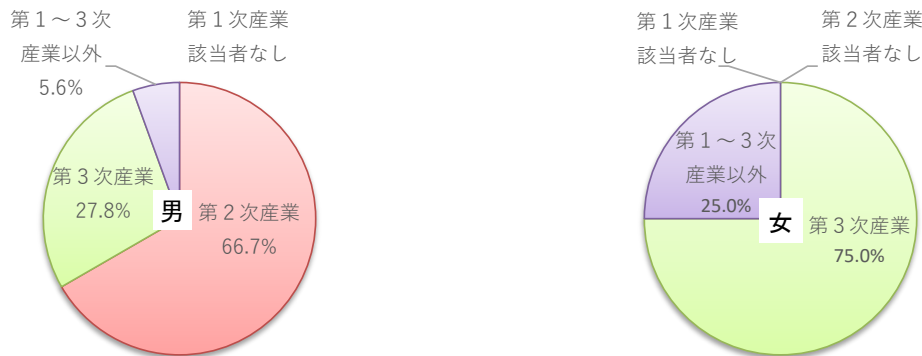 第１～３次
産業以外
5.6%
第１次産業
該当者なし
第３次産業
27.8%
男
第２次産業
66.7%
第１次産業
該当者なし
第２次産業
該当者なし
第１～３次
産業以外
25.0%
女
第３次産業
75.0%